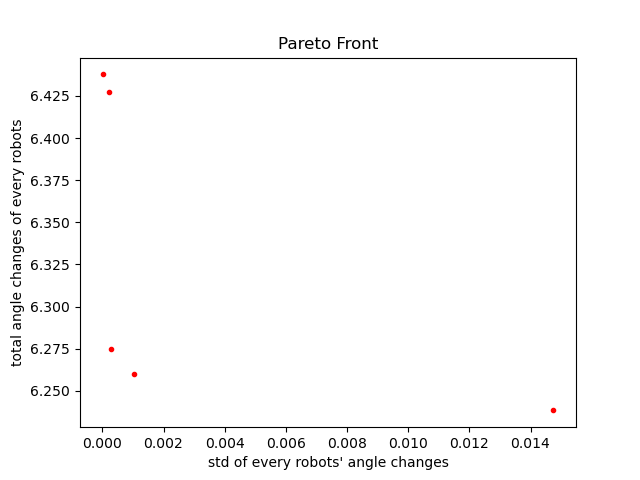 Pareto Front
total angle changes of every robots
6.425
6.400
6.375
6.350
6.325
6.300
6.275
6.250
0.000 0.002 0.004 0.006 0.008 0.010 0.012 0.014
std of every robots' angle changes